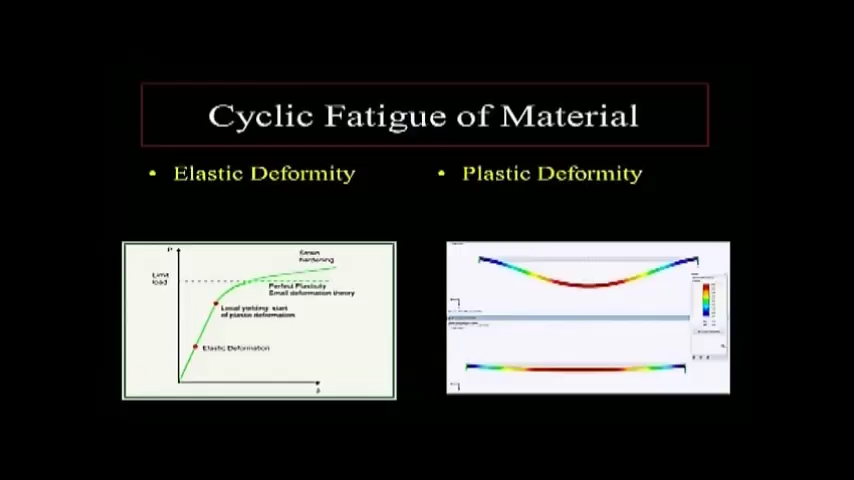 Cyclic Fatigue of Material
• Elastic Deformity
• Plastic Deformity
P
Strain
hardening
Limit
load
Perfect Plasticity
Small deformation theory
Local yielding: start
of plastic deformation
Elastic Deformation